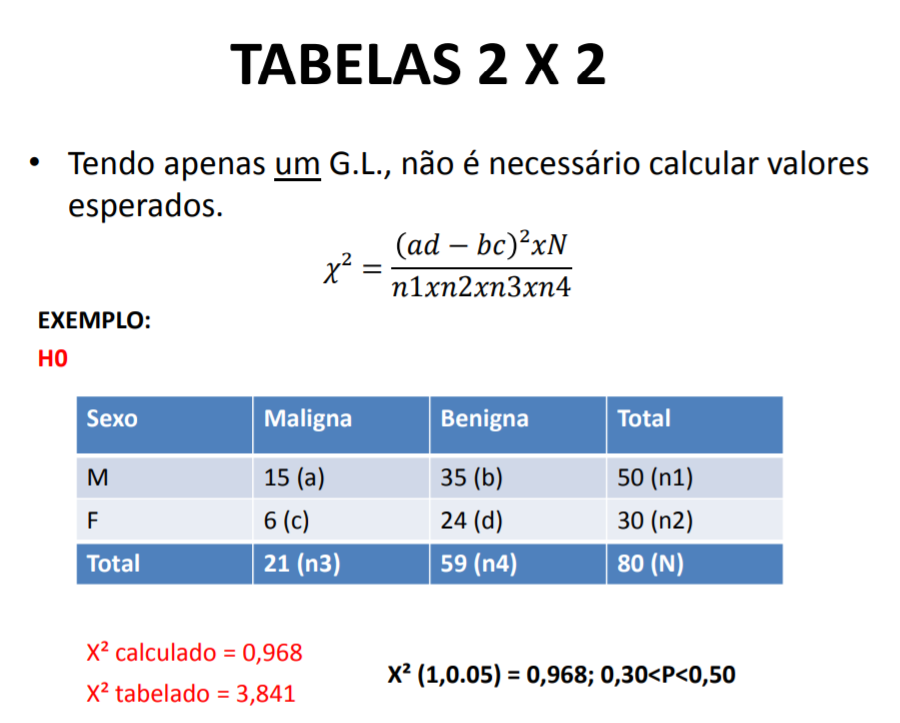 TABELAS 2 X 2
• Tendo apenas um G.L., não é necessário calcular valores
esperados.
χ² = (ad − bc)²xN / n1xn2xn3xn4
EXEMPLO:
H0
Sexo Maligna Benigna Total
M 15 (a) 35 (b) 50 (n1)
F 6 (c) 24 (d) 30 (n2)
Total 21 (n3) 59 (n4) 80 (N)
X² calculado = 0,968
X² tabelado = 3,841
X² (1,0.05) = 0,968; 0,30<P<0,50